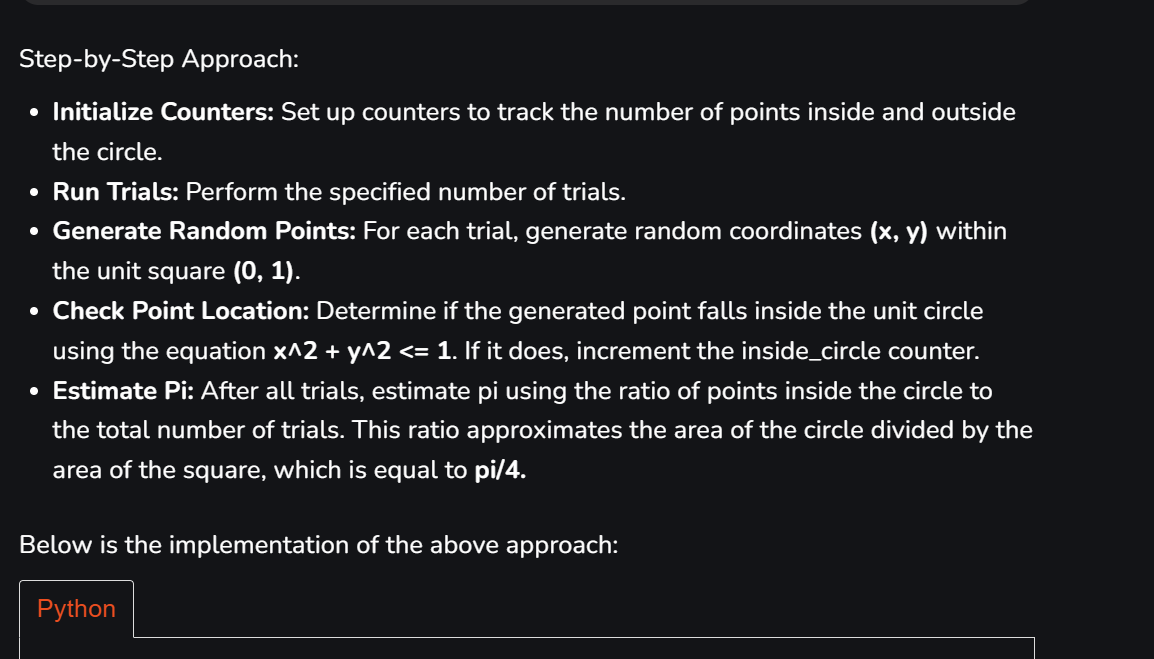 Step-by-Step Approach:
• Initialize Counters: Set up counters to track the number of points inside and outside
the circle.
• Run Trials: Perform the specified number of trials.
• Generate Random Points: For each trial, generate random coordinates (x, y) within
the unit square (0, 1).
• Check Point Location: Determine if the generated point falls inside the unit circle
using the equation x^2 + y^2 <= 1. If it does, increment the inside_circle counter.
• Estimate Pi: After all trials, estimate pi using the ratio of points inside the circle to
the total number of trials. This ratio approximates the area of the circle divided by the
area of the square, which is equal to pi/4.
Below is the implementation of the above approach:
Python